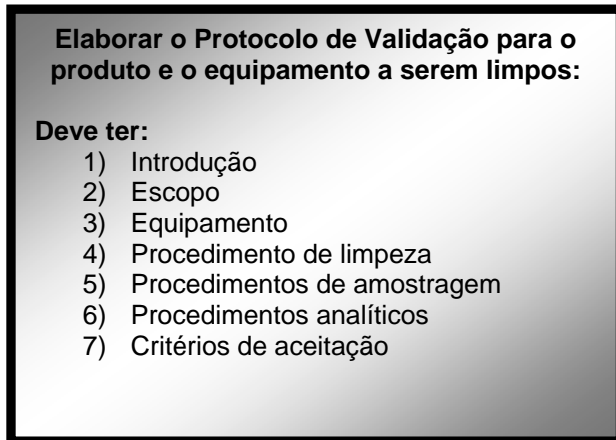 Elaborar o Protocolo de Validação para o
produto e o equipamento a serem limpos:
Deve ter:
1) Introdução
2) Escopo
3) Equipamento
4) Procedimento de limpeza
5) Procedimentos de amostragem
6) Procedimentos analíticos
7) Critérios de aceitação